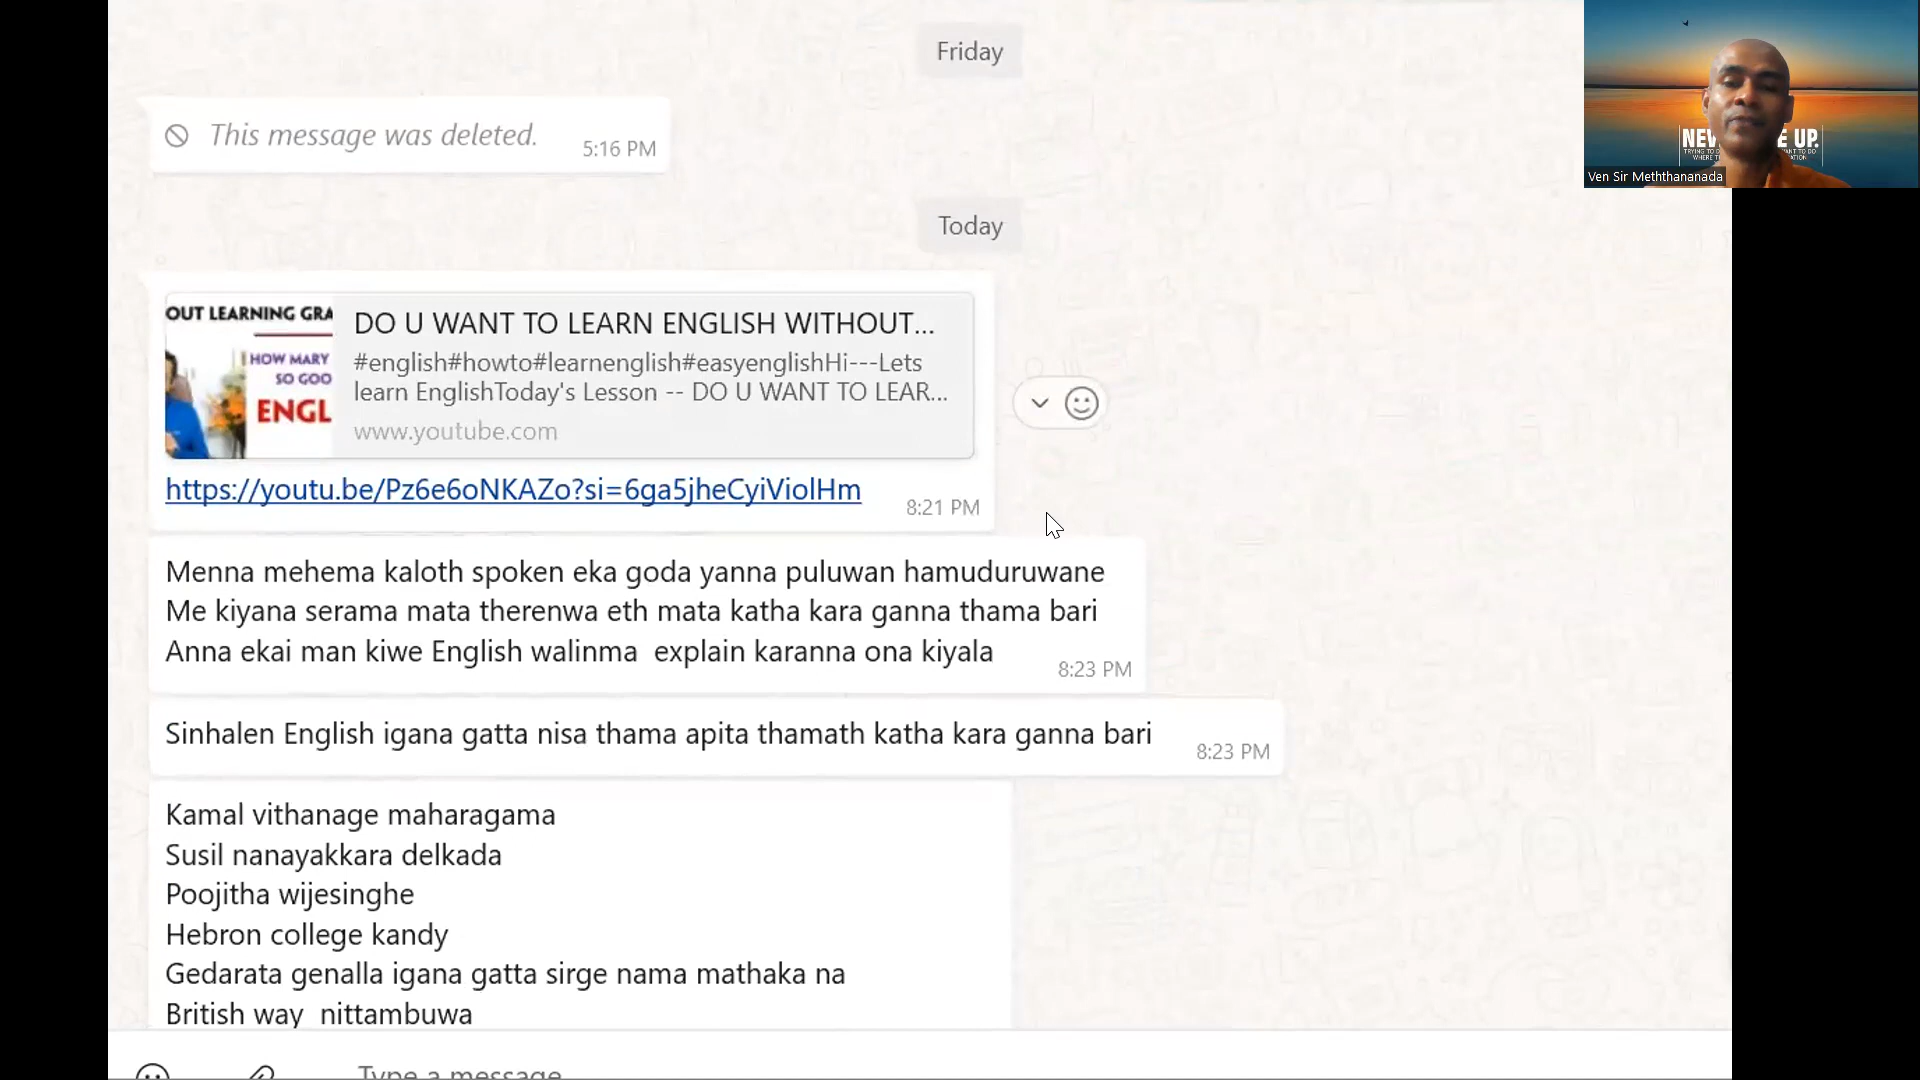 Friday
This message was deleted.
5:16 PM
Today
OUT LEARNING GRA
HOW MARY
SO GOO
ENGL
DO U WANT TO LEARN ENGLISH WITHOUT...
#english#howto#learnenglish#easyenglishHi---Lets
learn EnglishToday's Lesson -- DO U WANT TO LEAR...
www.youtube.com
https://youtu.be/Pz6e6oNKAZo?si=6ga5jheCyiViolHm
8:21 PM
Menna mehema kaloth spoken eka goda yanna puluwan hamuduruwane
Me kiyana serama mata therenwa eth mata katha kara ganna thama bari
Anna ekai man kiwe English walinma explain karanna ona kiyala
8:23 PM
Sinhalen English igana gatta nisa thama apita thamath katha kara ganna bari
8:23 PM
Kamal vithanage maharagama
Susil nanayakkara delkada
Poojitha wijesinghe
Hebron college kandy
Gedarata genalla igana gatta sirge nama mathaka na
British way nittambuwa
Type a message
UP.
TRYING TO
Ven Sir Meththananada